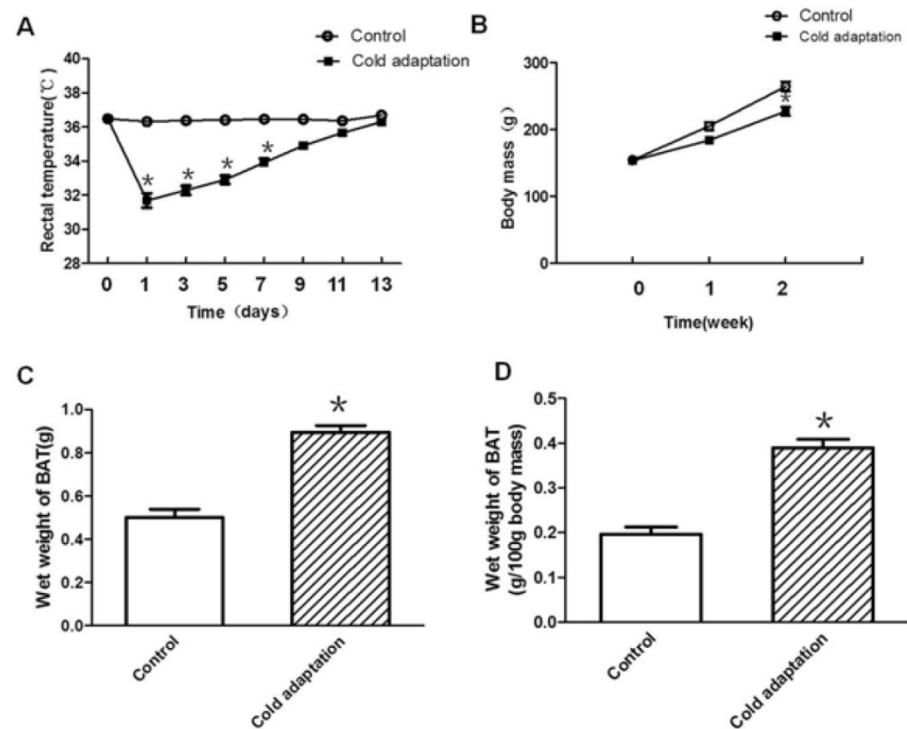 A
Control
Cold adaptation
Rectal temperature(℃)
40
38
36
34
32
30
28
*
*
*
*
0 1 3 5 7 9 11 13
Time（days）
B
Control
Cold adaptation
Body mass（g）
300
200
100
0
*
0 1 2
Time(week)
C
Wet weight of BAT(g)
1.0
0.8
0.6
0.4
0.2
0.0
*
Control
Cold adaptation
D
Wet weight of BAT
(g/100g body mass)
0.5
0.4
0.3
0.2
0.1
0.0
*
Control
Cold adaptation